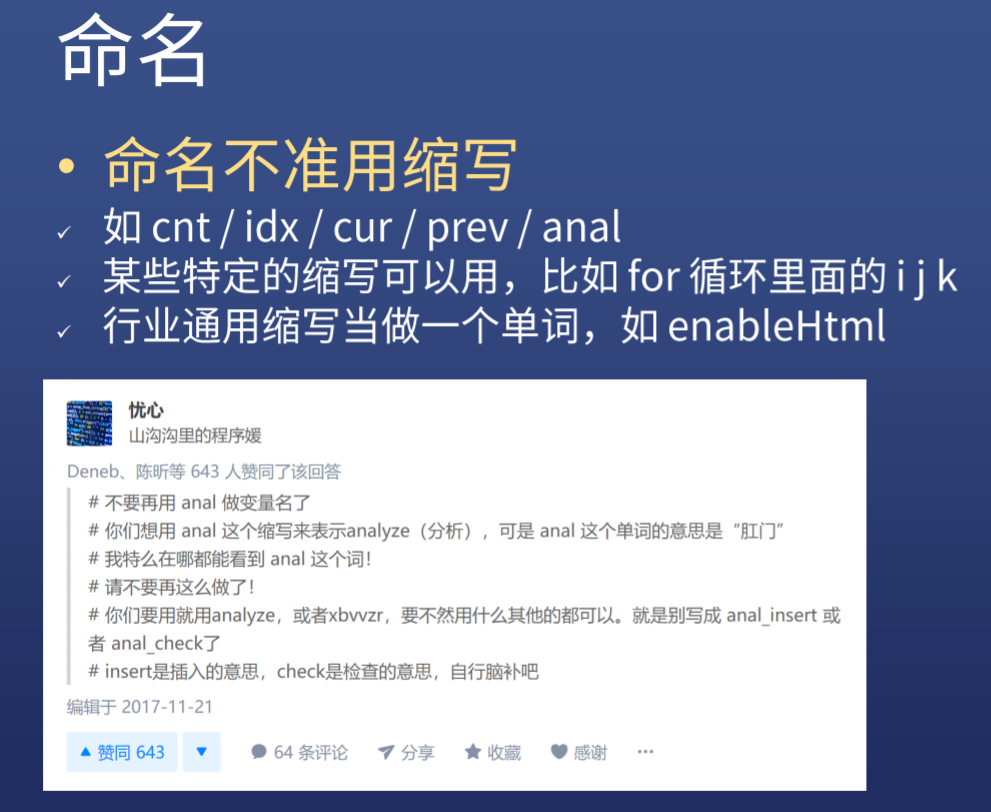 命名
• 命名不准用缩写
✓ 如 cnt / idx / cur / prev / anal
✓ 某些特定的缩写可以用，比如 for 循环里面的 i j k
✓ 行业通用缩写当做一个单词，如 enableHtml
忧心
山沟沟里的程序媛
Deneb、陈昕等 643 人赞同了该回答
# 不要再用 anal 做变量名了
# 你们想用 anal 这个缩写来表示analyze（分析），可是 anal 这个单词的意思是“肛门”
# 我特么在哪都能看到 anal 这个词！
# 请不要再这么做了！
# 你们要用就用analyze，或者xbvvzr，要不然用什么其他的都可以。就是别写成 anal_insert 或
者 anal_check了
# insert是插入的意思，check是检查的意思，自行脑补吧
编辑于 2017-11-21
▲ 赞同 643 ▼ 64 条评论 分享 收藏 感谢 ···